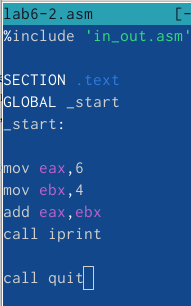 lab6-2.asm [-
%include 'in_out.asm'
SECTION .text
GLOBAL _start
_start:
mov eax,6
mov ebx,4
add eax,ebx
call iprint
call quit